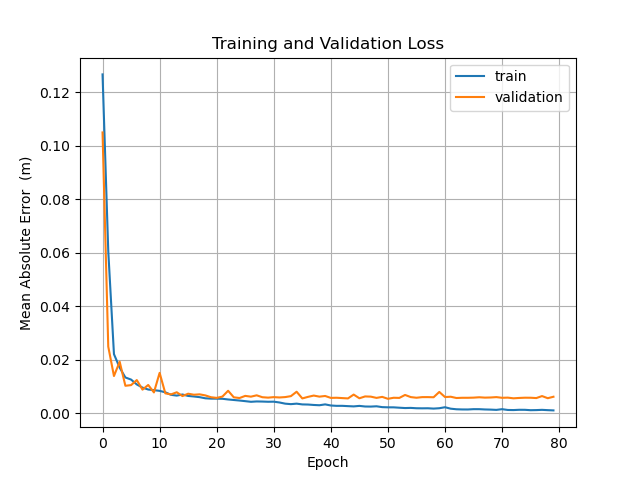 Training and Validation Loss
train
validation
Mean Absolute Error (m)
0.12
0.10
0.08
0.06
0.04
0.02
0.00
0 10 20 30 40 50 60 70 80
Epoch